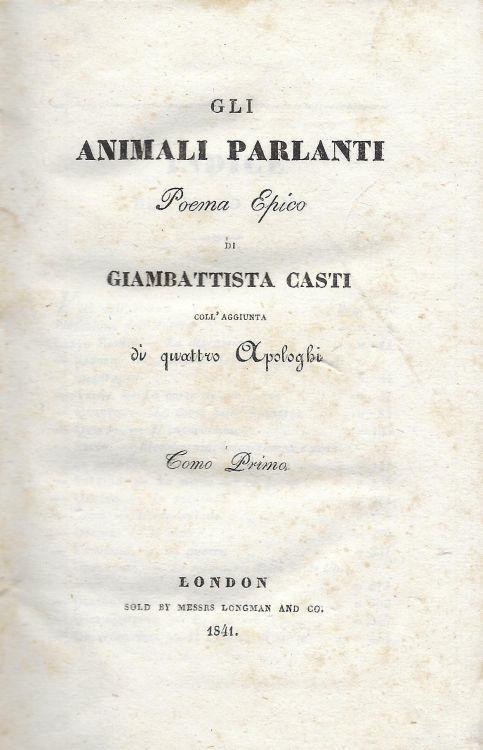 GLI
ANIMALI PARLANTI
Poema Epico
DI
GIAMBATTISTA CASTI
COLL'AGGIUNTA
di quattro Apologhi
Tomo Primo.
LONDON
SOLD BY MESSRS LONGMAN AND CO.
1841.